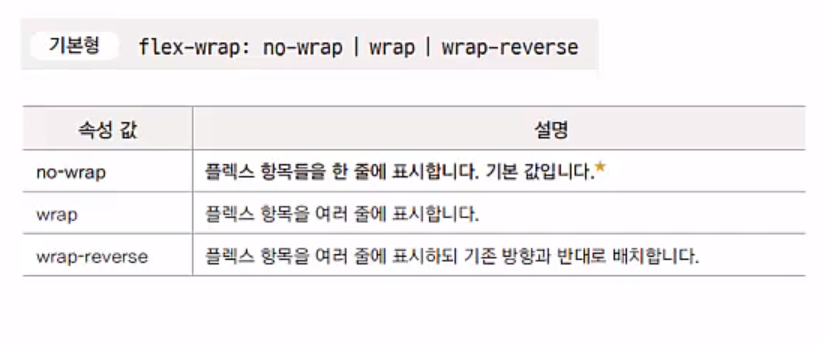 기본형 flex-wrap: no-wrap | wrap | wrap-reverse
속성 값 설명
no-wrap 플렉스 항목들을 한 줄에 표시합니다. 기본 값입니다.★
wrap 플렉스 항목을 여러 줄에 표시합니다.
wrap-reverse 플렉스 항목을 여러 줄에 표시하되 기존 방향과 반대로 배치합니다.